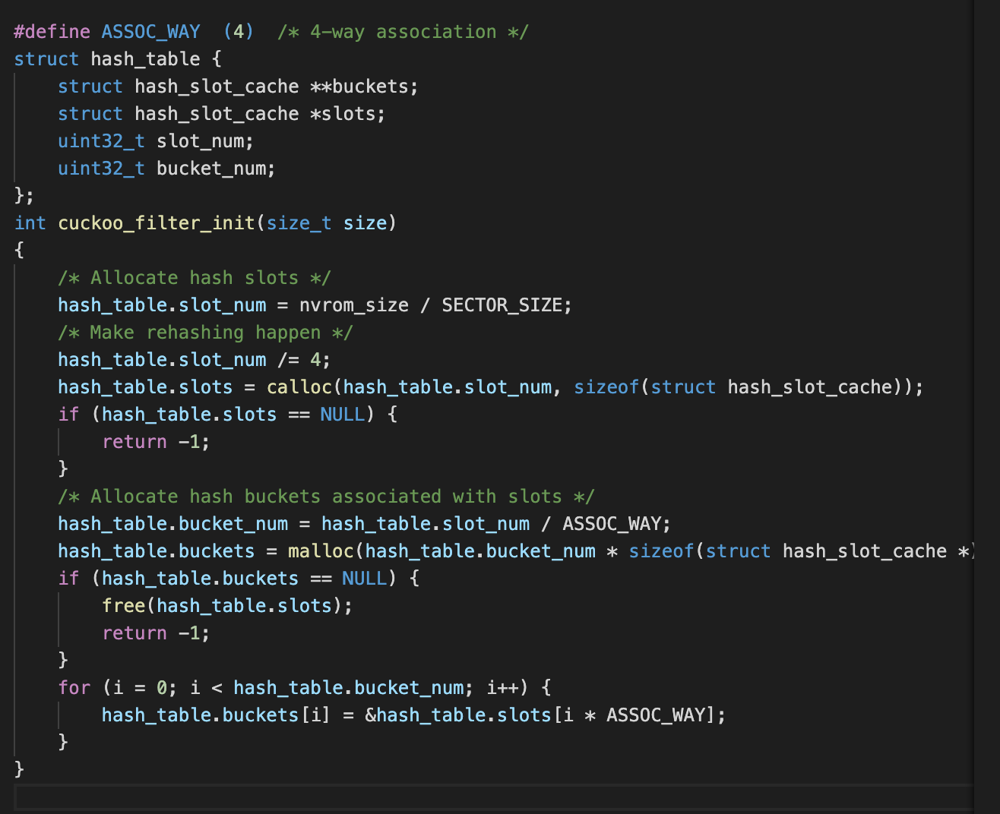 #define ASSOC_WAY  (4)  /* 4-way association */
struct hash_table {
    struct hash_slot_cache **buckets;
    struct hash_slot_cache *slots;
    uint32_t slot_num;
    uint32_t bucket_num;
};
int cuckoo_filter_init(size_t size)
{
    /* Allocate hash slots */
    hash_table.slot_num = nvrom_size / SECTOR_SIZE;
    /* Make rehashing happen */
    hash_table.slot_num /= 4;
    hash_table.slots = calloc(hash_table.slot_num, sizeof(struct hash_slot_cache));
    if (hash_table.slots == NULL) {
        return -1;
    }
    /* Allocate hash buckets associated with slots */
    hash_table.bucket_num = hash_table.slot_num / ASSOC_WAY;
    hash_table.buckets = malloc(hash_table.bucket_num * sizeof(struct hash_slot_cache *)
    if (hash_table.buckets == NULL) {
        free(hash_table.slots);
        return -1;
    }
    for (i = 0; i < hash_table.bucket_num; i++) {
        hash_table.buckets[i] = &hash_table.slots[i * ASSOC_WAY];
    }
}